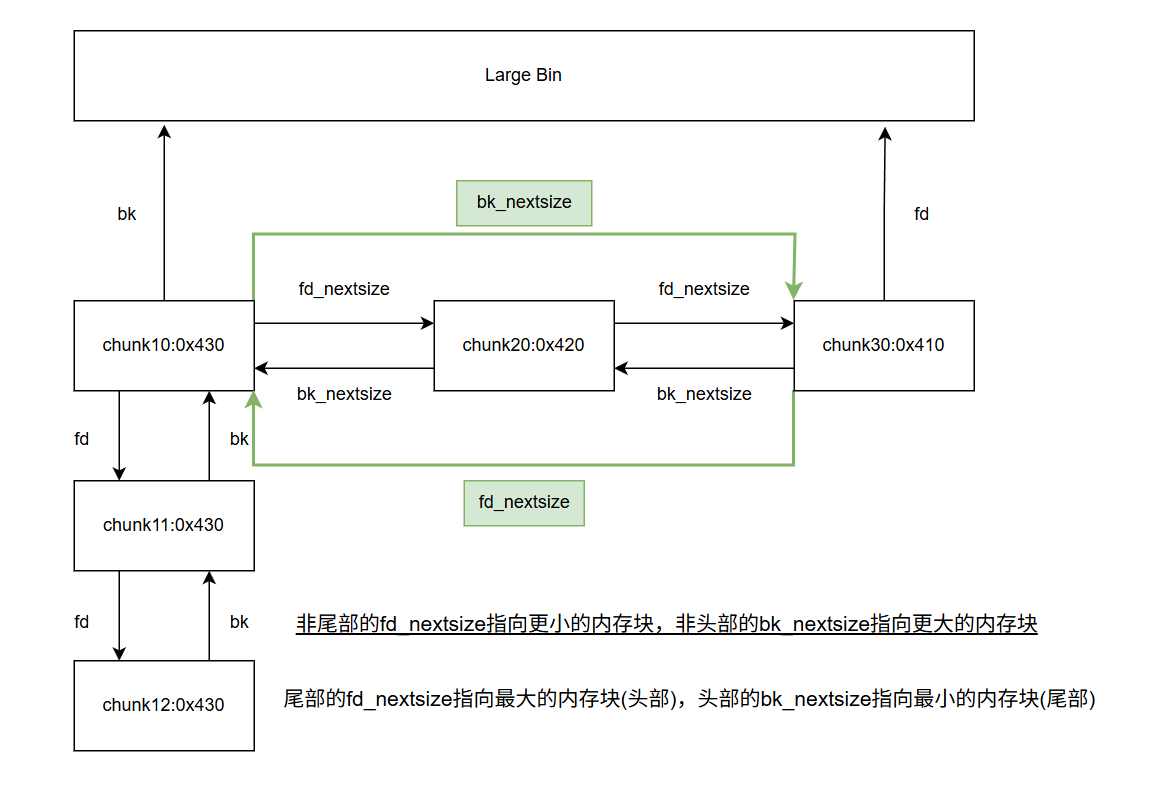 Large Bin
bk_nextsize
bk
fd
fd_nextsize
fd_nextsize
chunk10:0x430
chunk20:0x420
chunk30:0x410
bk_nextsize
bk_nextsize
fd
bk
fd_nextsize
chunk11:0x430
fd
bk
非尾部的fd_nextsize指向更小的内存块，非头部的bk_nextsize指向更大的内存块
chunk12:0x430
尾部的fd_nextsize指向最大的内存块(头部)，头部的bk_nextsize指向最小的内存块(尾部)